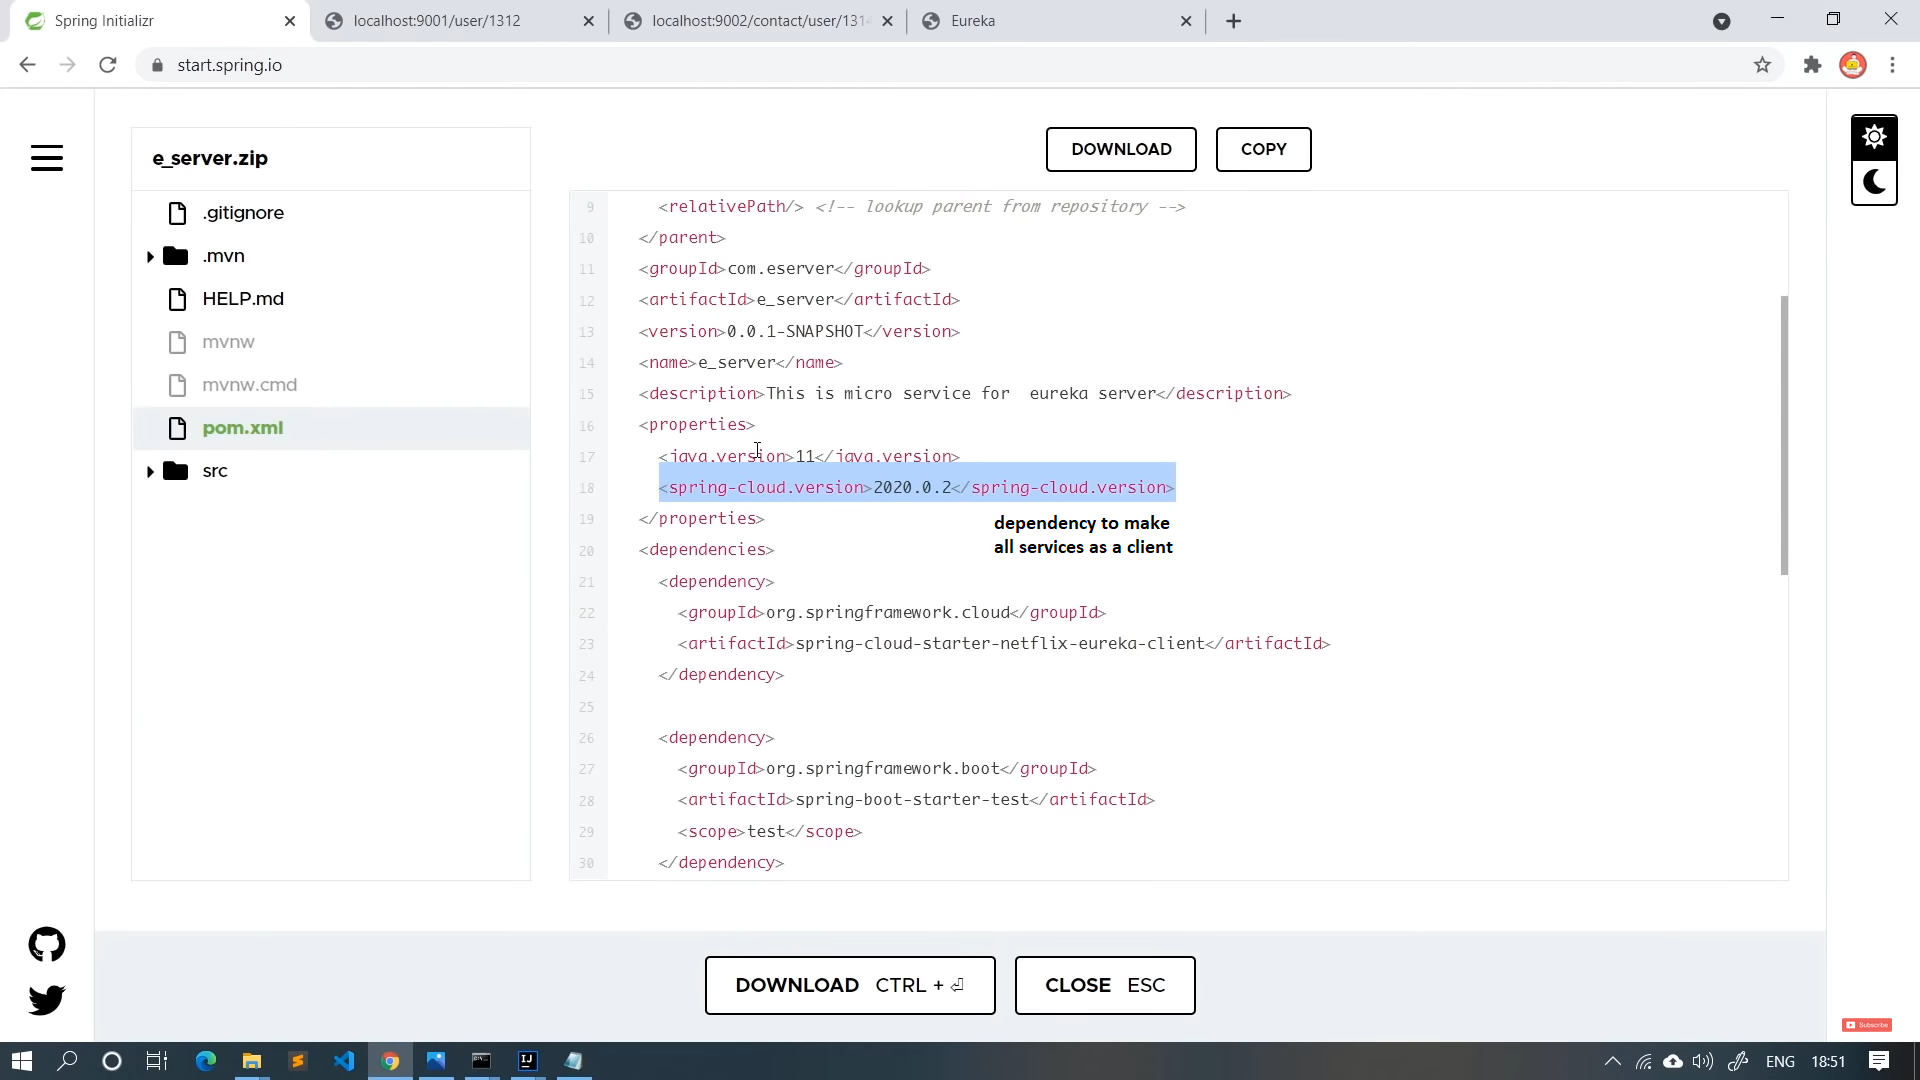 Spring Initializr
localhost:9001/user/1312
localhost:9002/contact/user/131
Eureka
start.spring.io
e_server.zip
DOWNLOAD
COPY
.gitignore
.mvn
HELP.md
mvnw
mvnw.cmd
pom.xml
src
9 <relativePath/> <!-- lookup parent from repository -->
10 </parent>
11 <groupId>com.eserver</groupId>
12 <artifactId>e_server</artifactId>
13 <version>0.0.1-SNAPSHOT</version>
14 <name>e_server</name>
15 <description>This is micro service for  eureka server</description>
16 <properties>
17 <java.version>11</java.version>
18 <spring-cloud.version>2020.0.2</spring-cloud.version>
19 </properties>
dependency to make
all services as a client
20 <dependencies>
21 <dependency>
22 <groupId>org.springframework.cloud</groupId>
23 <artifactId>spring-cloud-starter-netflix-eureka-client</artifactId>
24 </dependency>
25
26 <dependency>
27 <groupId>org.springframework.boot</groupId>
28 <artifactId>spring-boot-starter-test</artifactId>
29 <scope>test</scope>
30 </dependency>
DOWNLOAD CTRL + ⏎
CLOSE ESC
Subscribe
IJ
ENG
18:51